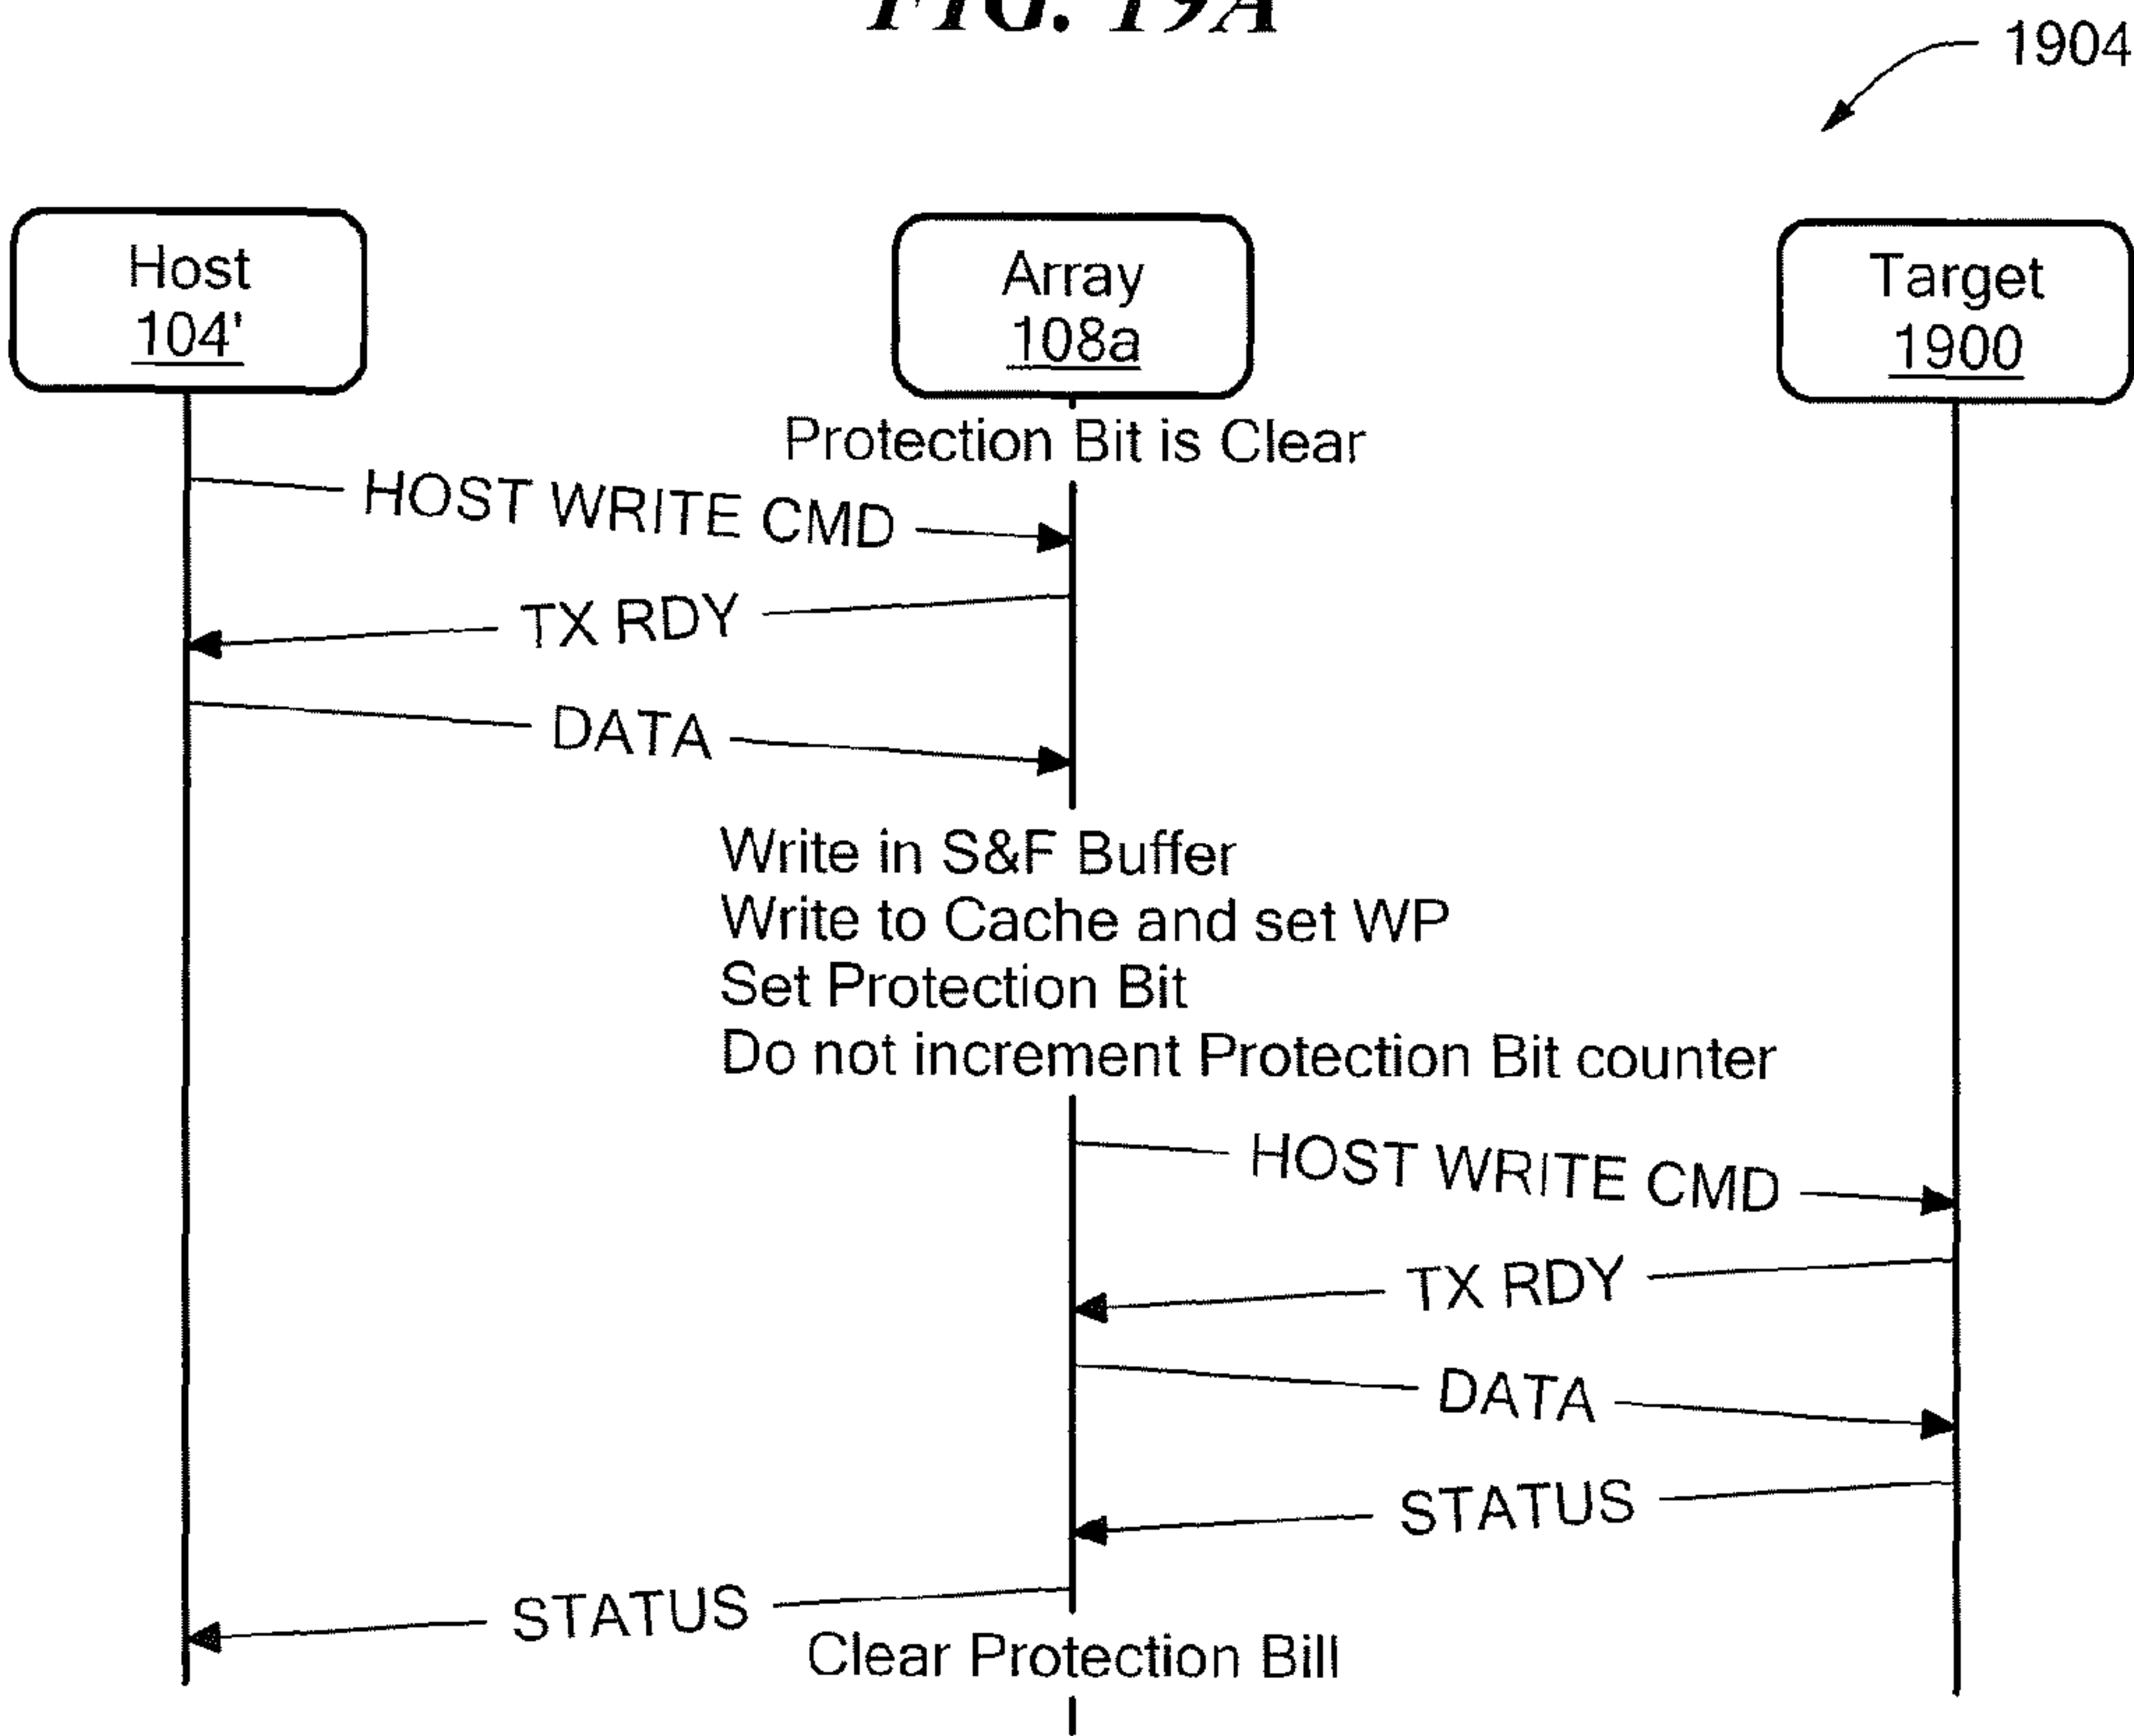 FIG. 19A
1904
Host
104'
Array
108a
Target
1900
Protection Bit is Clear
HOST WRITE CMD
TX RDY
DATA
Write in S&F Buffer
Write to Cache and set WP
Set Protection Bit
Do not increment Protection Bit counter
HOST WRITE CMD
TX RDY
DATA
STATUS
STATUS
Clear Protection Bill